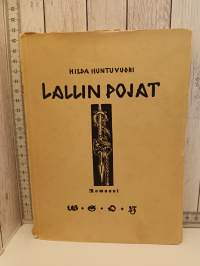 HILDA HUNTUVUORI
LALLIN POJAT
Romaani
W · S · O · Y